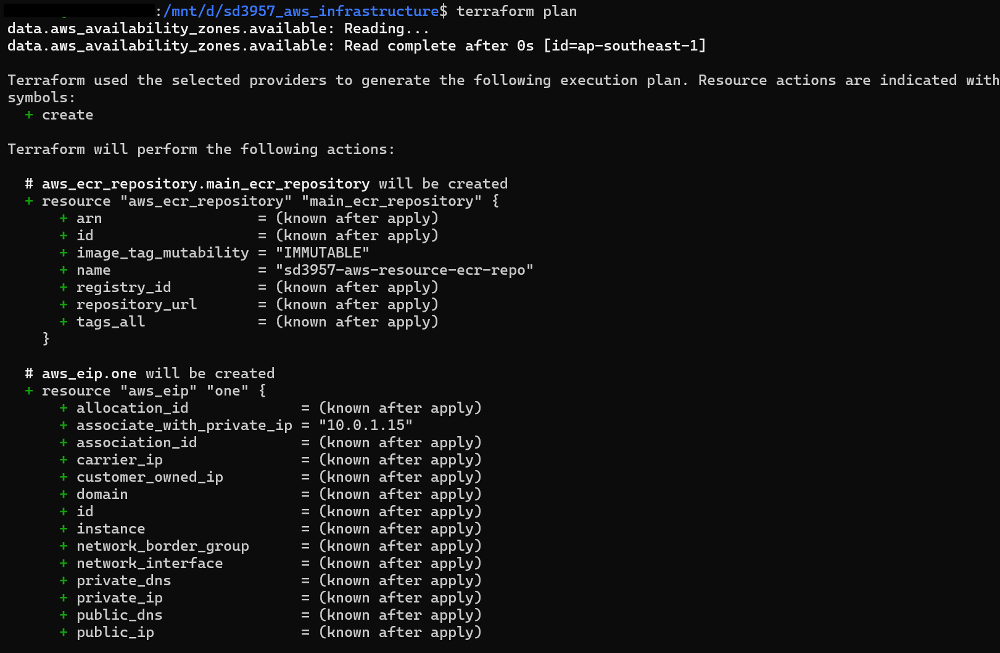 :/mnt/d/sd3957_aws_infrastructure$ terraform plan
data.aws_availability_zones.available: Reading...
data.aws_availability_zones.available: Read complete after 0s [id=ap-southeast-1]

Terraform used the selected providers to generate the following execution plan. Resource actions are indicated with
symbols:
  + create

Terraform will perform the following actions:

  # aws_ecr_repository.main_ecr_repository will be created
  + resource "aws_ecr_repository" "main_ecr_repository" {
      + arn                  = (known after apply)
      + id                   = (known after apply)
      + image_tag_mutability = "IMMUTABLE"
      + name                 = "sd3957-aws-resource-ecr-repo"
      + registry_id          = (known after apply)
      + repository_url       = (known after apply)
      + tags_all             = (known after apply)
    }

  # aws_eip.one will be created
  + resource "aws_eip" "one" {
      + allocation_id             = (known after apply)
      + associate_with_private_ip = "10.0.1.15"
      + association_id            = (known after apply)
      + carrier_ip                = (known after apply)
      + customer_owned_ip         = (known after apply)
      + domain                    = (known after apply)
      + id                        = (known after apply)
      + instance                  = (known after apply)
      + network_border_group      = (known after apply)
      + network_interface         = (known after apply)
      + private_dns               = (known after apply)
      + private_ip                = (known after apply)
      + public_dns                = (known after apply)
      + public_ip                 = (known after apply)